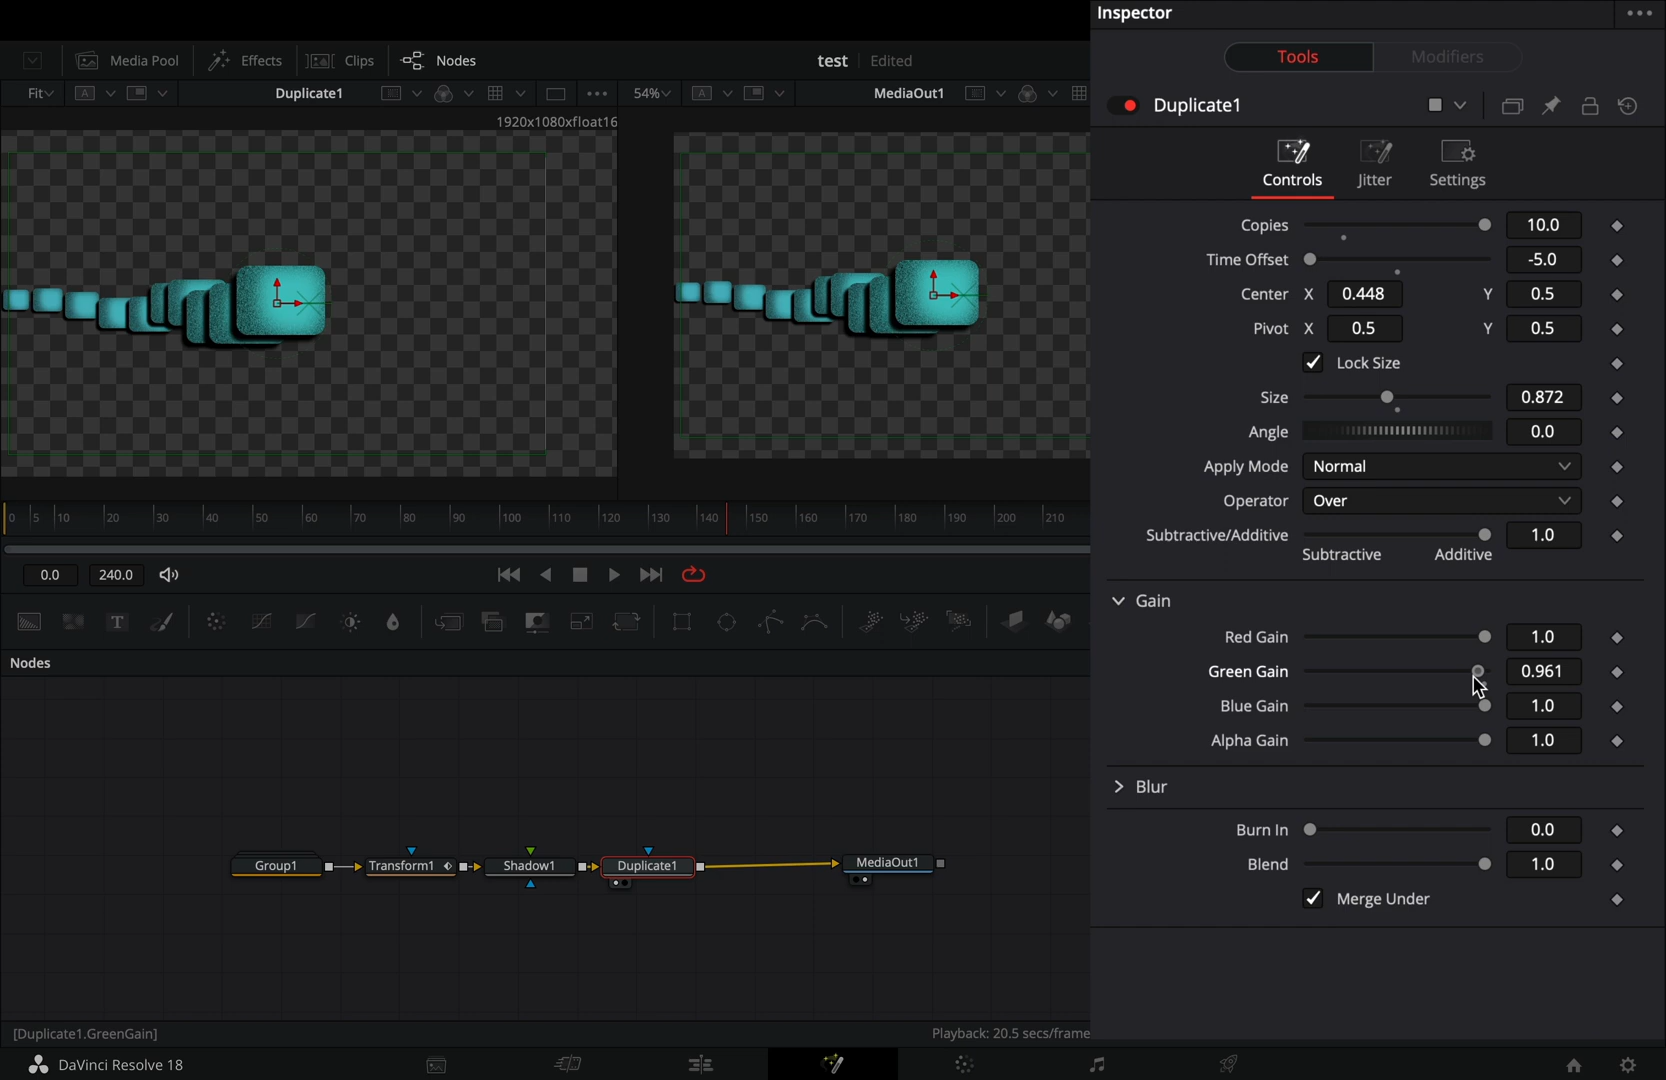 Inspector
Media Pool
Effects
Clips
Nodes
test
Edited
Tools
Modifiers
Fit
A
Duplicate1
54%
A
MediaOut1
Duplicate1
1920x1080xfloat16
Controls
Jitter
Settings
Copies 10.0
Time Offset -5.0
Center X 0.448 Y 0.5
Pivot X 0.5 Y 0.5
Lock Size
Size 0.872
Angle 0.0
Apply Mode Normal
Operator Over
Subtractive/Additive 1.0
Subtractive Additive
0 5 10 20 30 40 50 60 70 80 90 100 110 120 130 140 150 160 170 180 190 200 210
0.0 240.0
Gain
Red Gain 1.0
Green Gain 0.961
Blue Gain 1.0
Alpha Gain 1.0
T
Nodes
Blur
Burn In 0.0
Blend 1.0
Merge Under
Group1
Transform1
Shadow1
Duplicate1
MediaOut1
[Duplicate1.GreenGain]
Playback: 20.5 secs/frame
DaVinci Resolve 18